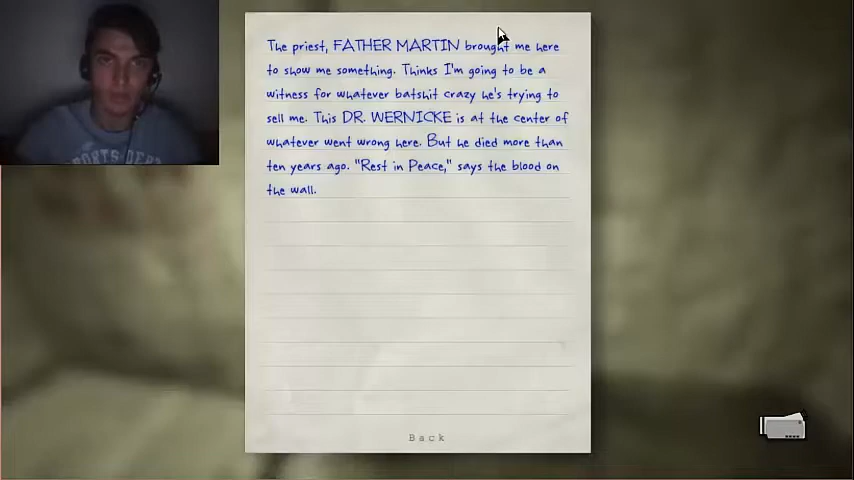 The priest, FATHER MARTIN brought me here
to show me something. Thinks I'm going to be a
witness for whatever batshit crazy he's trying to
sell me. This DR. WERNICKE is at the center of
whatever went wrong here. But he died more than
ten years ago. "Rest in Peace," says the blood on
the wall.
Back